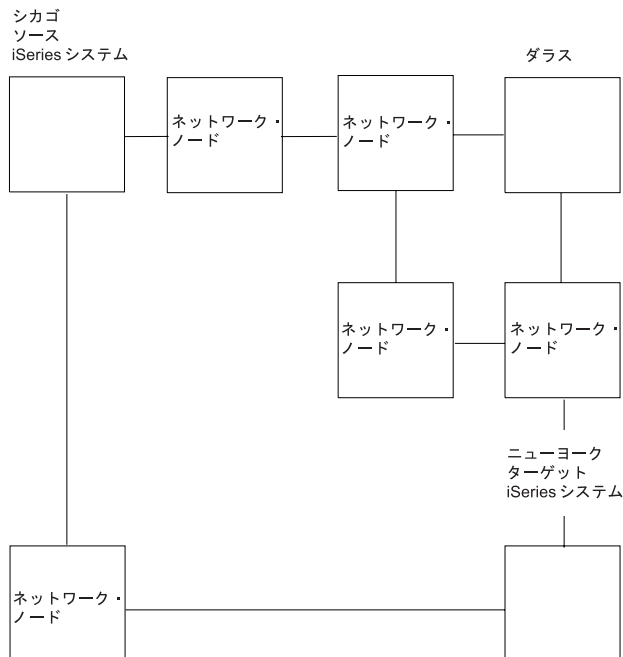 シカゴ
ソース
iSeries システム
ダラス
ネットワーク・
ノード
ネットワーク・
ノード
ネットワーク・
ノード
ネットワーク・
ノード
ニューヨーク
ターゲット
iSeries システム
ネットワーク・
ノード